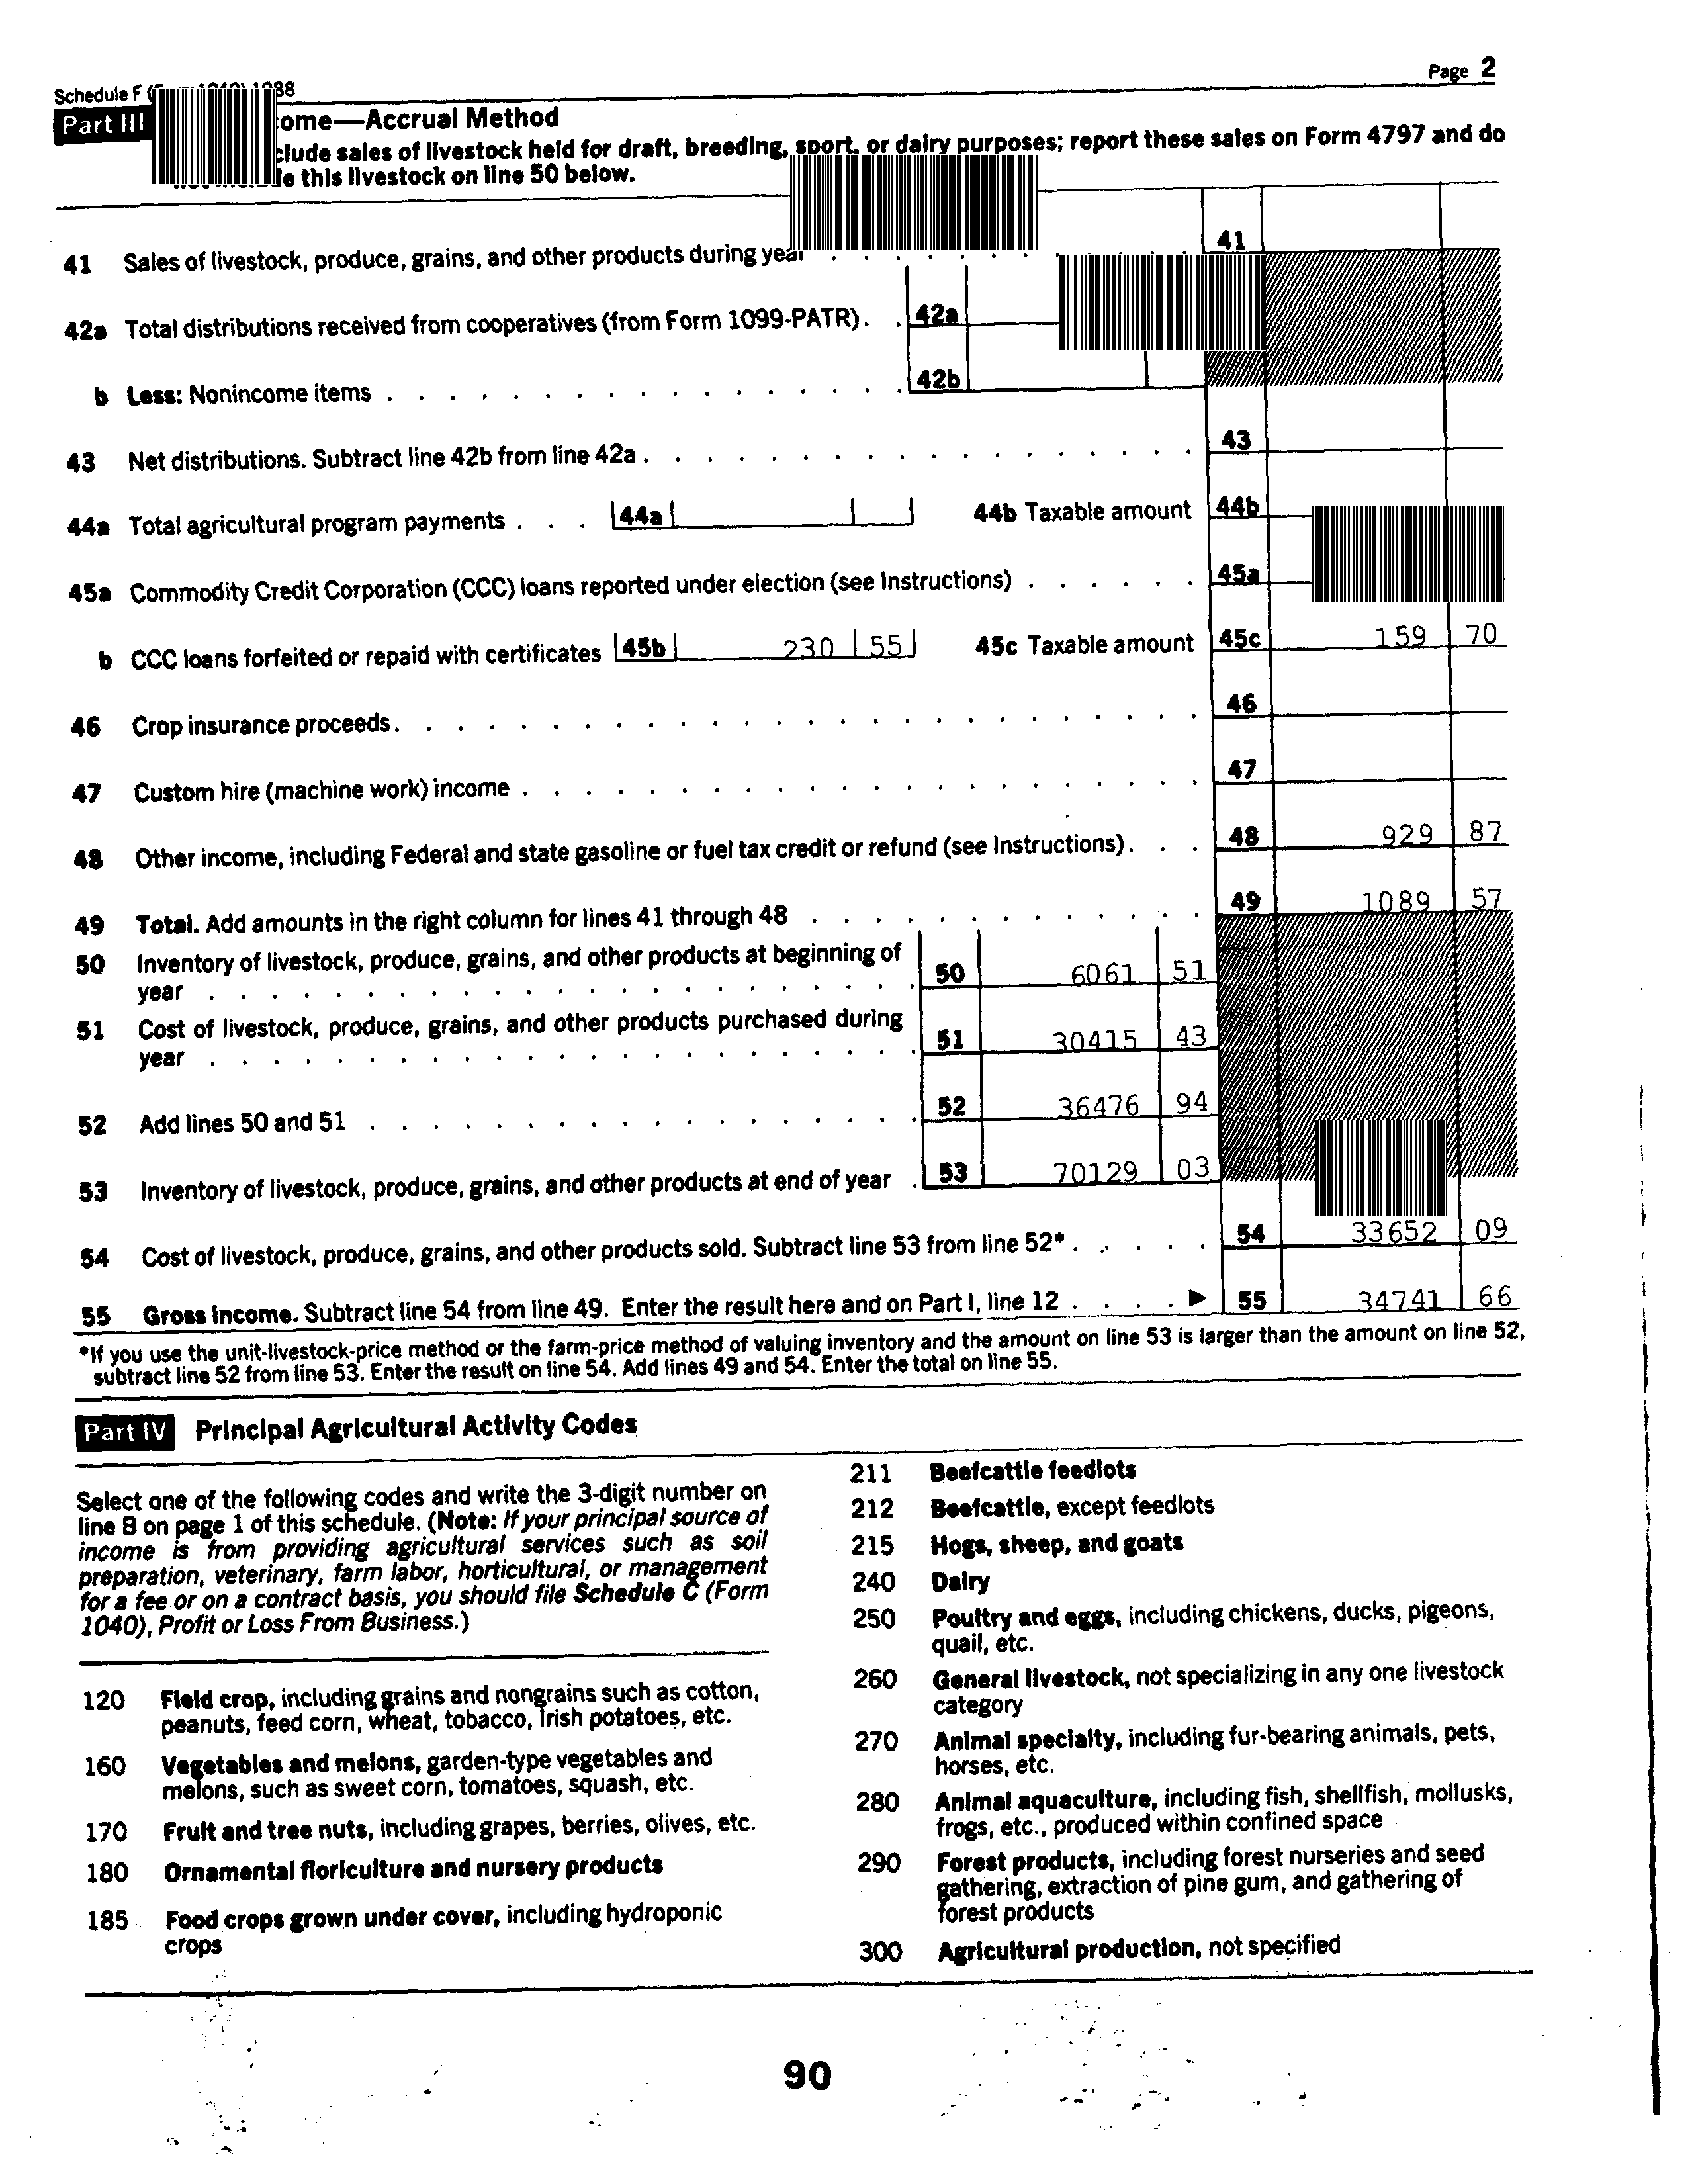 Page 2
Schedule F 1988
Part III ome—Accrual Method
clude sales of livestock held for draft, breeding, sport, or dairy purposes; report these sales on Form 4797 and do
this livestock on line 50 below.
41 Sales of livestock, produce, grains, and other products during year . . . . . . . 41
42a Total distributions received from cooperatives (from Form 1099-PATR) . . 42a
b Less: Nonincome items . . . . . . . . . . . . . . . . . 42b
43 Net distributions. Subtract line 42b from line 42a . . . . . . . . . . . . . . . . . . 43
44a Total agricultural program payments . . . 44a 44b Taxable amount 44b
45a Commodity Credit Corporation (CCC) loans reported under election (see Instructions) . . . . . . 45a
b CCC loans forfeited or repaid with certificates 45b 230 55 45c Taxable amount 45c 159 70
46 Crop insurance proceeds . . . . . . . . . . . . . . . . . . . . . . . . . . 46
47 Custom hire (machine work) income . . . . . . . . . . . . . . . . . . . . . . 47
48 Other income, including Federal and state gasoline or fuel tax credit or refund (see Instructions) . . . 48 929 87
49 Total. Add amounts in the right column for lines 41 through 48 . . . . . . . . . . . . . 49 1089 57
50 Inventory of livestock, produce, grains, and other products at beginning of
year . . . . . . . . . . . . . . . . . . . . . . . 50 6061 51
51 Cost of livestock, produce, grains, and other products purchased during
year . . . . . . . . . . . . . . . . . . . . . . . 51 30415 43
52 Add lines 50 and 51 . . . . . . . . . . . . . . . . . . 52 36476 94
53 Inventory of livestock, produce, grains, and other products at end of year . 53 70129 03
54 Cost of livestock, produce, grains, and other products sold. Subtract line 53 from line 52* . . . . . 54 33652 09
55 Gross Income. Subtract line 54 from line 49. Enter the result here and on Part I, line 12 . . . . ▶ 55 34741 66
*If you use the unit-livestock-price method or the farm-price method of valuing inventory and the amount on line 53 is larger than the amount on line 52,
subtract line 52 from line 53. Enter the result on line 54. Add lines 49 and 54. Enter the total on line 55.
Part IV Principal Agricultural Activity Codes
Select one of the following codes and write the 3-digit number on
line B on page 1 of this schedule. (Note: If your principal source of
income is from providing agricultural services such as soil
preparation, veterinary, farm labor, horticultural, or management
for a fee or on a contract basis, you should file Schedule C (Form
1040), Profit or Loss From Business.)
120 Field crop, including grains and nongrains such as cotton,
peanuts, feed corn, wheat, tobacco, Irish potatoes, etc.
160 Vegetables and melons, garden-type vegetables and
melons, such as sweet corn, tomatoes, squash, etc.
170 Fruit and tree nuts, including grapes, berries, olives, etc.
180 Ornamental floriculture and nursery products
185 Food crops grown under cover, including hydroponic
crops
211 Beefcattle feedlots
212 Beefcattle, except feedlots
215 Hogs, sheep, and goats
240 Dairy
250 Poultry and eggs, including chickens, ducks, pigeons,
quail, etc.
260 General livestock, not specializing in any one livestock
category
270 Animal specialty, including fur-bearing animals, pets,
horses, etc.
280 Animal aquaculture, including fish, shellfish, mollusks,
frogs, etc., produced within confined space
290 Forest products, including forest nurseries and seed
gathering, extraction of pine gum, and gathering of
forest products
300 Agricultural production, not specified
90